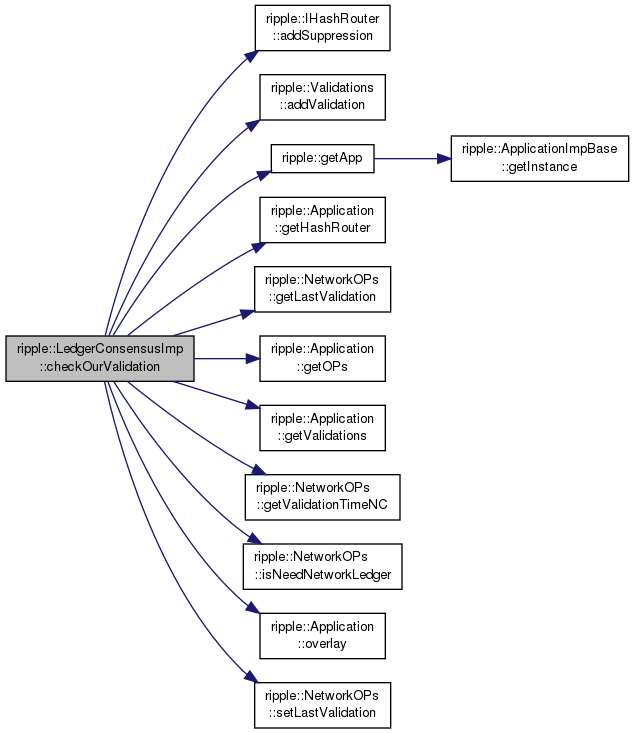 ripple::IHashRouter
::addSuppression
ripple::Validations
::addValidation
ripple::getApp
ripple::ApplicationImpBase
::getInstance
ripple::Application
::getHashRouter
ripple::NetworkOPs
::getLastValidation
ripple::LedgerConsensusImp
::checkOurValidation
ripple::Application
::getOPs
ripple::Application
::getValidations
ripple::NetworkOPs
::getValidationTimeNC
ripple::NetworkOPs
::isNeedNetworkLedger
ripple::Application
::overlay
ripple::NetworkOPs
::setLastValidation